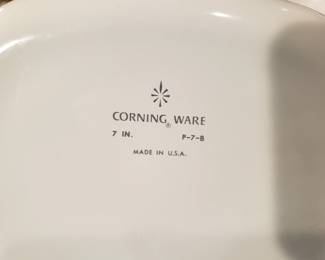 CORNING® WARE
7 IN. P-7-B
MADE IN U.S.A.